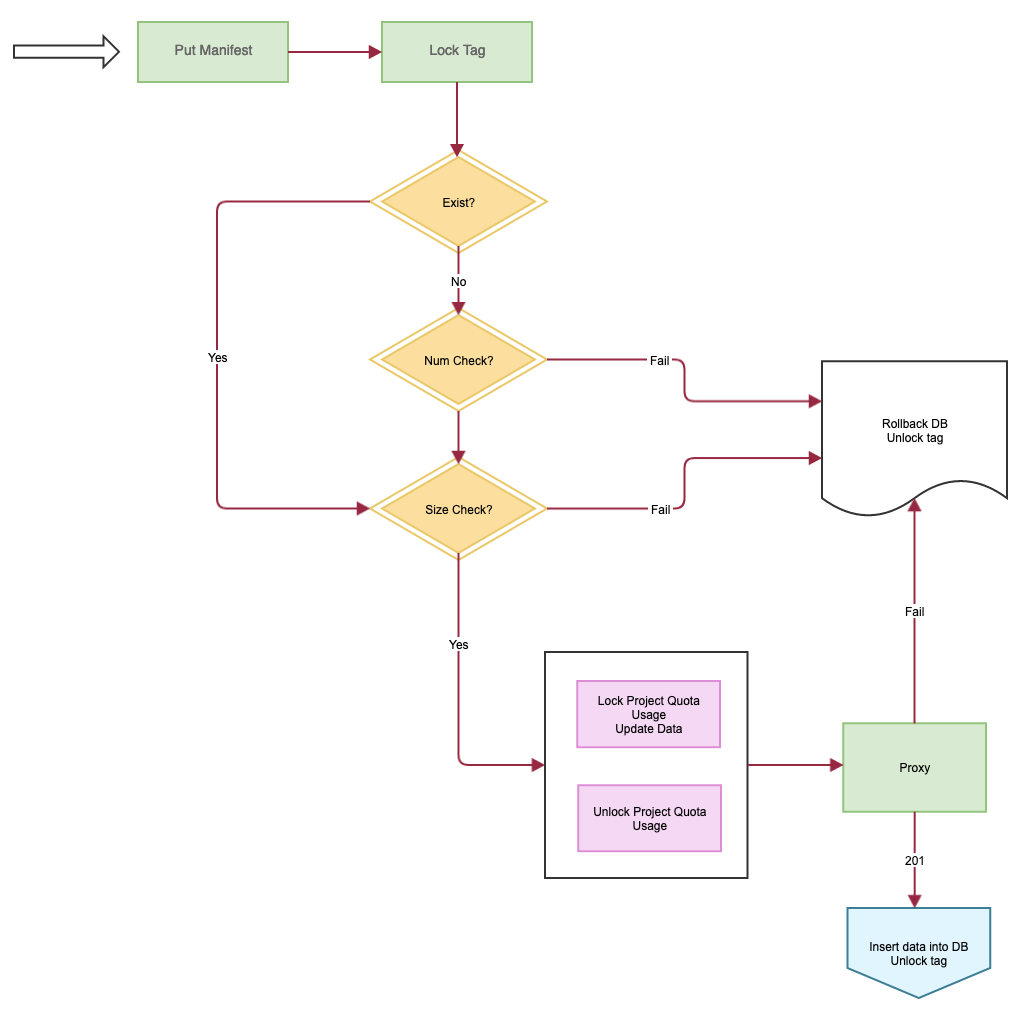 Put Manifest
Lock Tag
Exist?
No
Yes
Num Check?
Fail
Rollback DB
Unlock tag
Size Check?
Fail
Fail
Yes
Lock Project Quota
Usage
Update Data
Proxy
Unlock Project Quota
Usage
201
Insert data into DB
Unlock tag